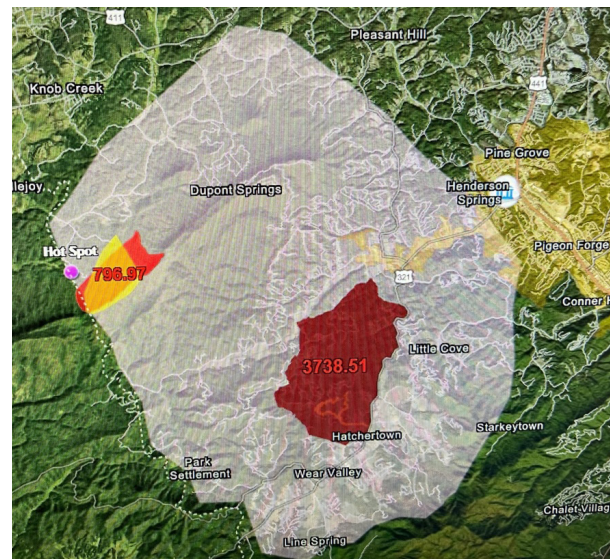 411
Pleasant Hill
441
Knob Creek
Pine Grove
llejoy
Dupont Springs
Henderson
Springs
Hot Spot
Pigeon Forge
796.97
321
Conner H
3738.51
Little Cove
Hatchertown
Starkeytown
Park
Settlement
Wear Valley
Chalet Village
Line Spring